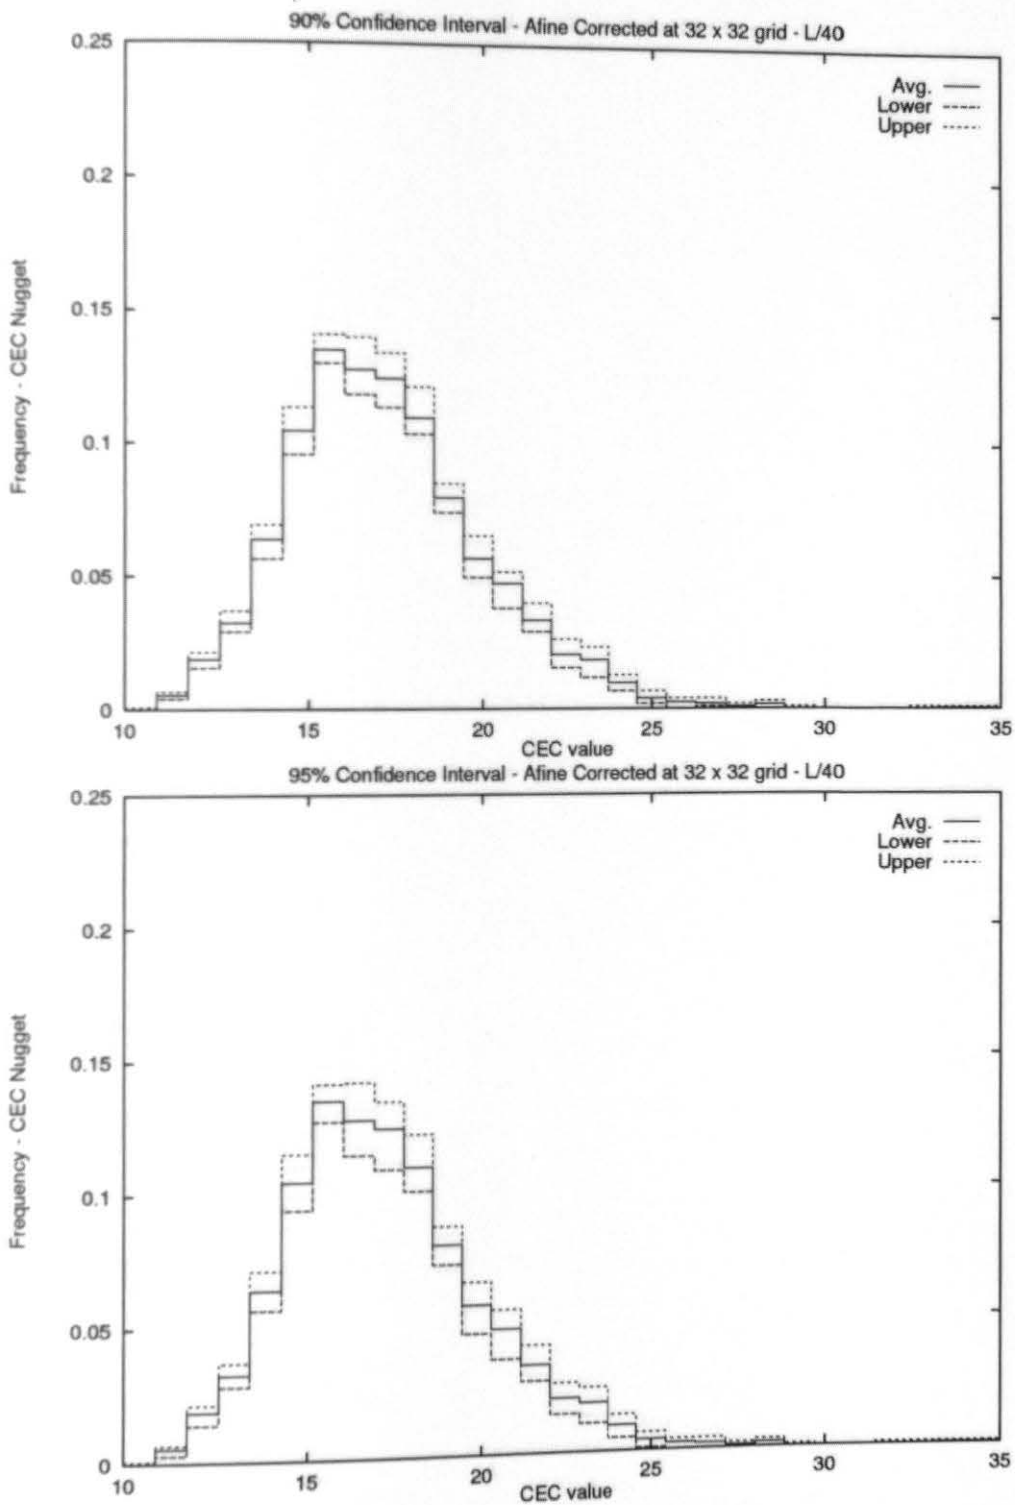 90% Confidence Interval - Afine Corrected at 32 x 32 grid - L/40
0.25
0.2
0.15
0.1
0.05
0
Frequency - CEC Nugget
Avg.
Lower
Upper
10 15 20 25 30 35
CEC value
95% Confidence Interval - Afine Corrected at 32 x 32 grid - L/40
0.25
0.2
0.15
0.1
0.05
0
Frequency - CEC Nugget
Avg.
Lower
Upper
10 15 20 25 30 35
CEC value